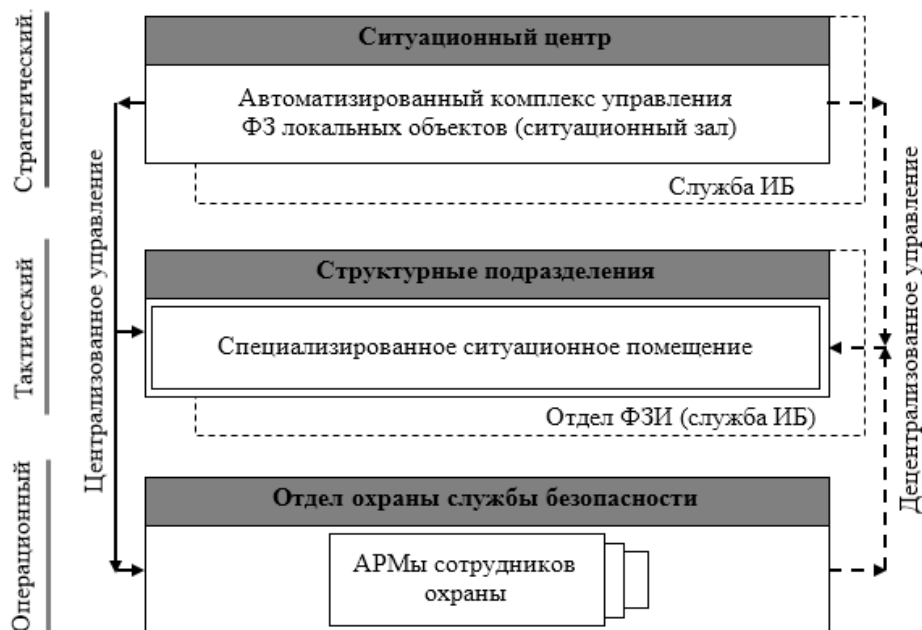 Стратегический
Ситуационный центр
Автоматизированный комплекс управления
ФЗ локальных объектов (ситуационный зал)
Служба ИБ
Централизованное управление
Децентрализованное управление
Тактический
Структурные подразделения
Специализированное ситуационное помещение
Отдел ФЗИ (служба ИБ)
Операционный
Отдел охраны службы безопасности
АРМы сотрудников
охраны